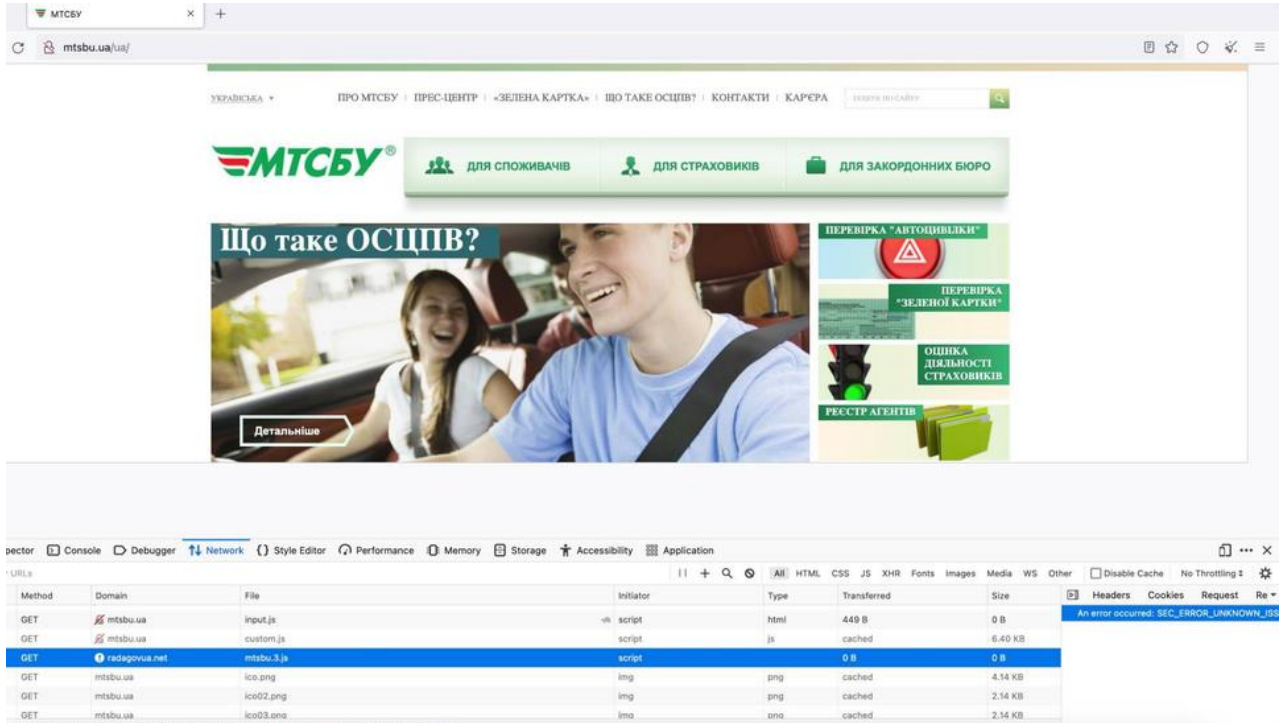 МТСБУ
mtsbu.ua/ua/
УКРАЇНСЬКА
ПРО МТСБУ ПРЕС-ЦЕНТР «ЗЕЛЕНА КАРТКА» ЩО ТАКЕ ОСЦПВ? КОНТАКТИ КАР'ЄРА ПОШУК ПО САЙТУ
МТСБУ®
ДЛЯ СПОЖИВАЧІВ ДЛЯ СТРАХОВИКІВ ДЛЯ ЗАКОРДОННИХ БЮРО
Що таке ОСЦПВ?
Детальніше
ПЕРЕВІРКА "АВТОЦИВІЛКИ"
ПЕРЕВІРКА
"ЗЕЛЕНОЇ КАРТКИ"
ОЦІНКА
ДІЯЛЬНОСТІ
СТРАХОВИКІВ
РЕЄСТР АГЕНТІВ
pector Console Debugger Network {} Style Editor Performance Memory Storage Accessibility Application
URLs All HTML CSS JS XHR Fonts Images Media WS Other Disable Cache No Throttling
Method Domain File Initiator Type Transferred Size Headers Cookies Request Re
An error occurred: SEC_ERROR_UNKNOWN_ISS
GET mtsbu.ua input.js script html 449 B 0 B
GET mtsbu.ua custom.js script js cached 6.40 KB
GET radagovua.net mtsbu.3.js script 0 B 0 B
GET mtsbu.ua ico.png img png cached 4.14 KB
GET mtsbu.ua ico02.png img png cached 2.14 KB
GET mtsbu.ua ico03.png img png cached 2.14 KB